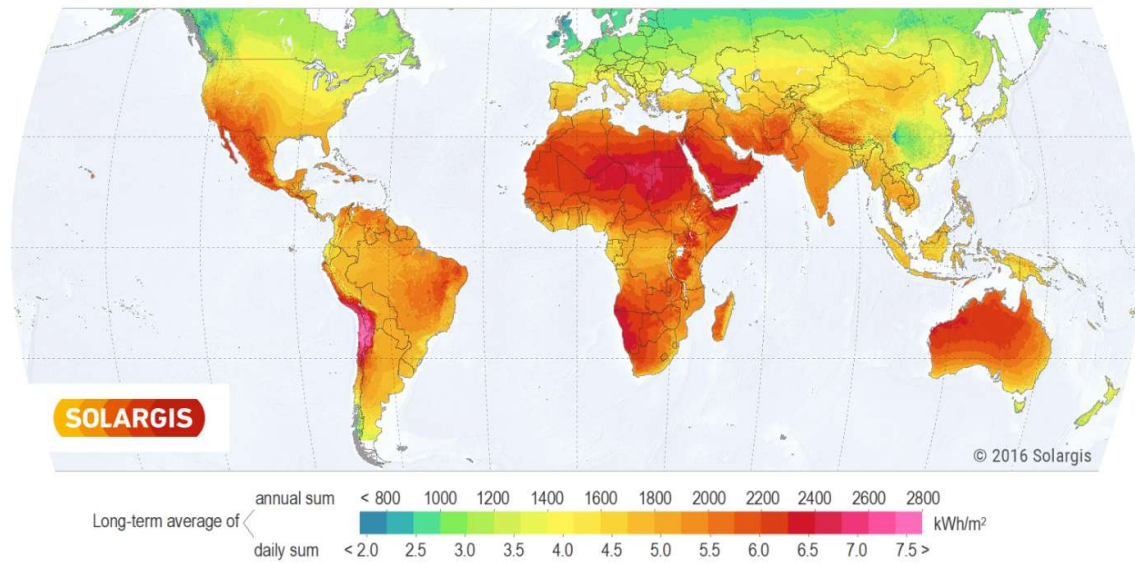 SOLARGIS
© 2016 Solargis
annual sum < 800 1000 1200 1400 1600 1800 2000 2200 2400 2600 2800
Long-term average of kWh/m²
daily sum < 2.0 2.5 3.0 3.5 4.0 4.5 5.0 5.5 6.0 6.5 7.0 7.5 >